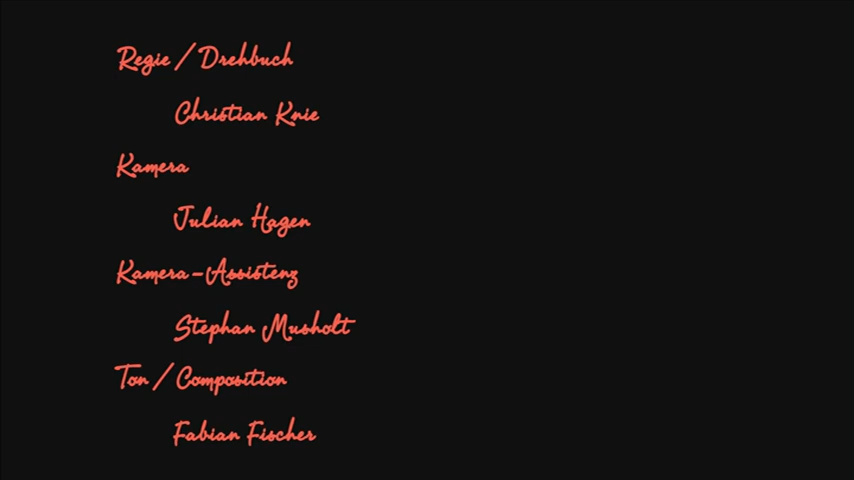 Regie / Drehbuch
Christian Knie
Kamera
Julian Hagen
Kamera-Assistenz
Stephan Musholt
Ton / Composition
Fabian Fischer